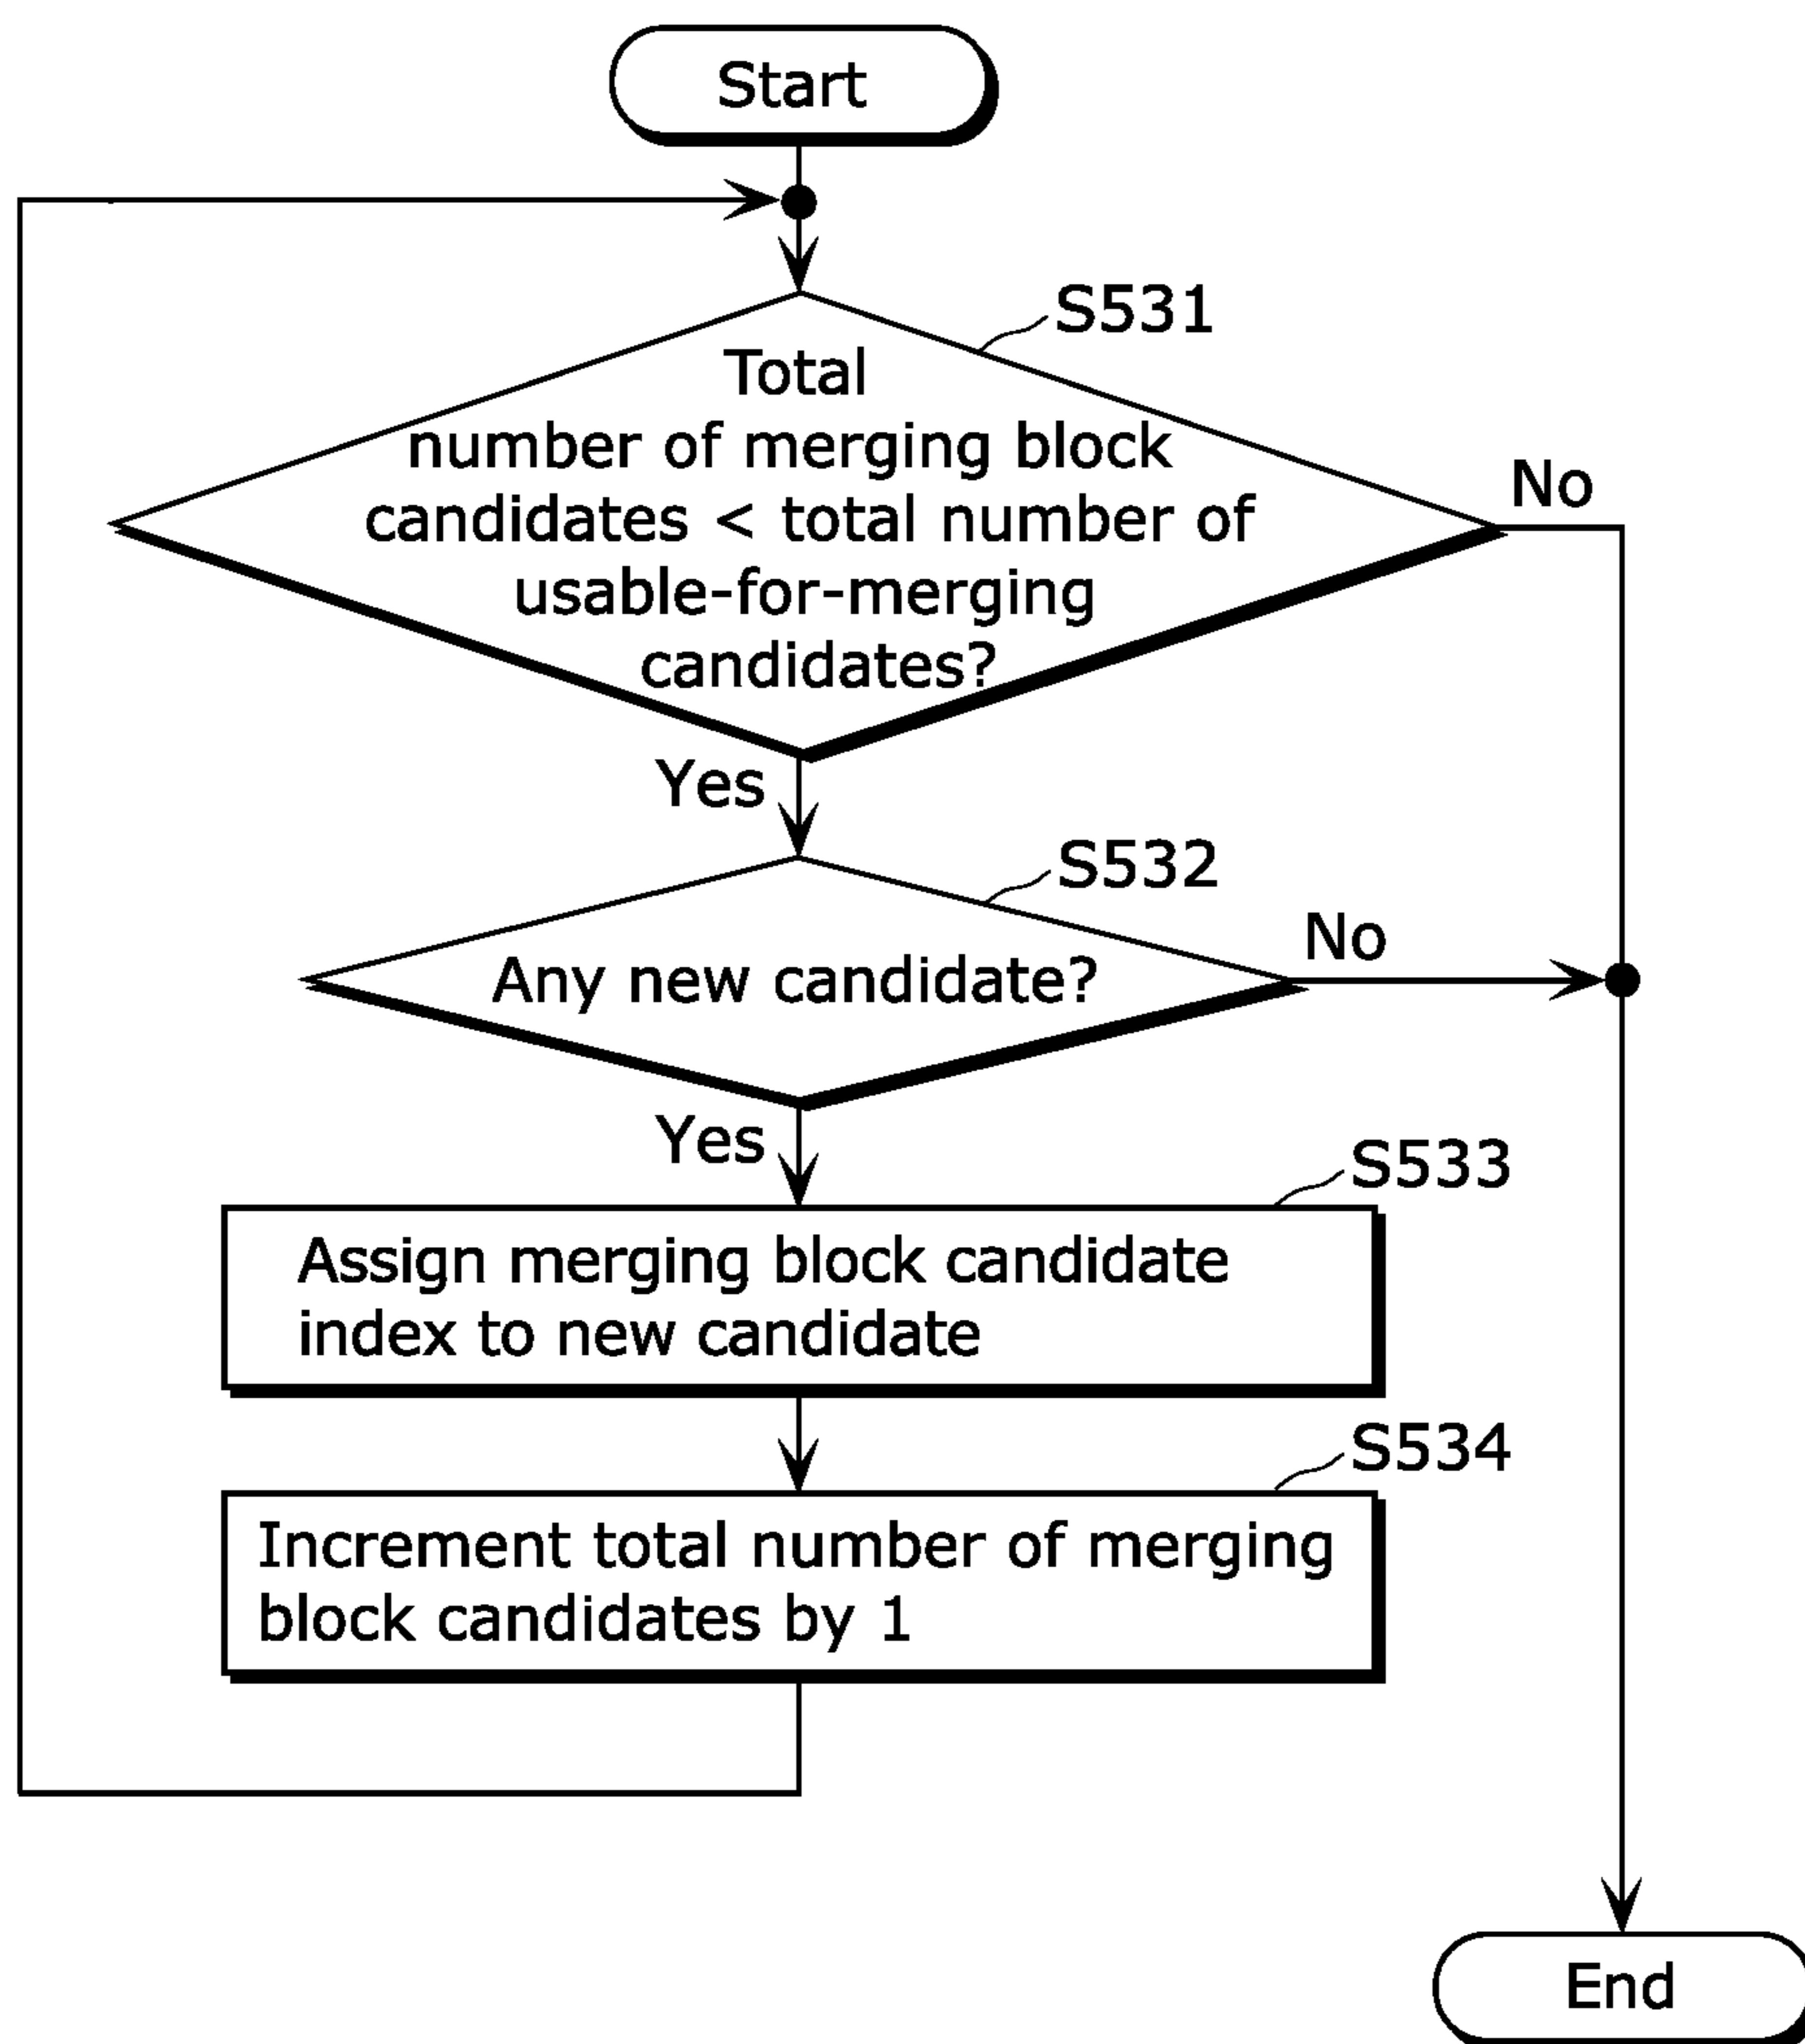 Start
S531
Total
number of merging block
candidates < total number of
usable-for-merging
candidates?
No
Yes
S532
Any new candidate?
No
Yes
S533
Assign merging block candidate
index to new candidate
S534
Increment total number of merging
block candidates by 1
End